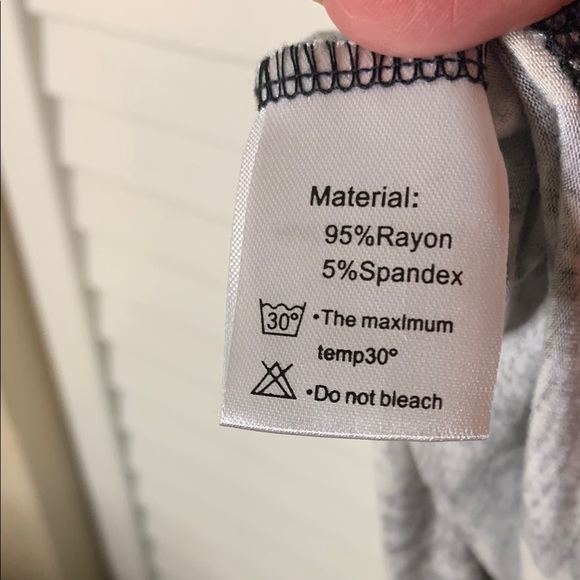 Material:
95%Rayon
5%Spandex
30° •The maxlmum
temp30°
•Do not bleach